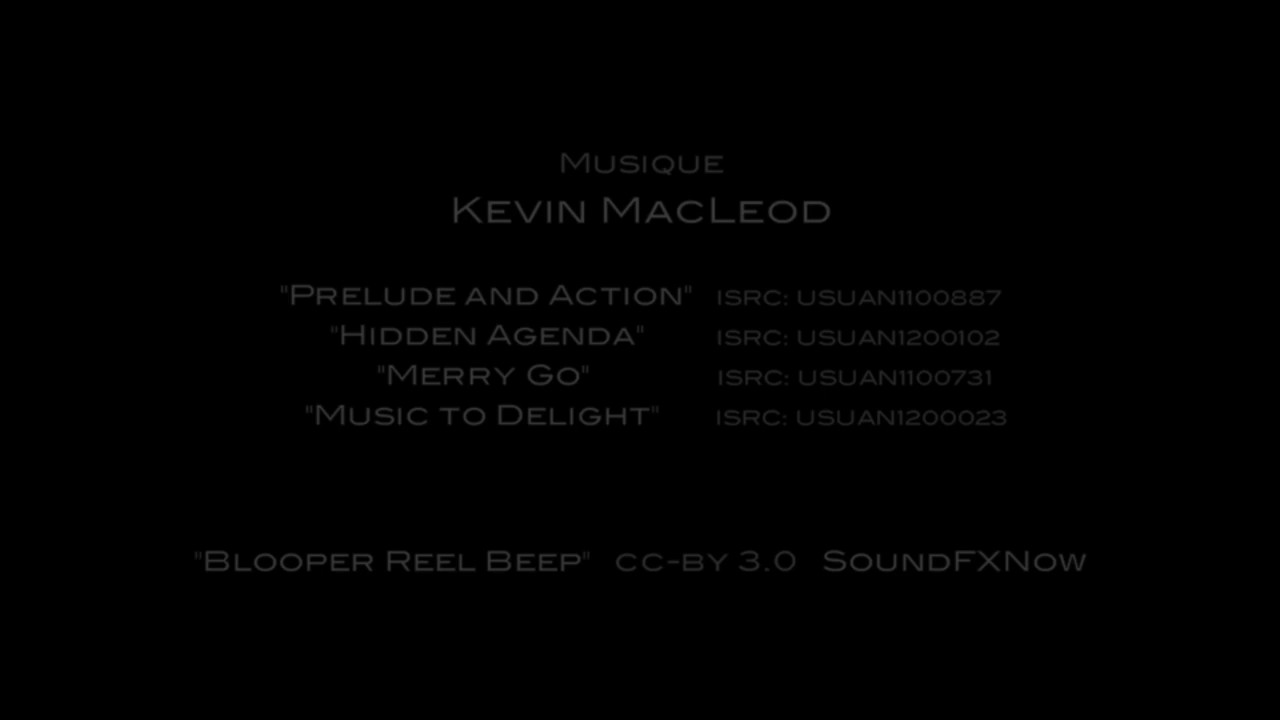 Musique
Kevin MacLeod
"Prelude and Action" ISRC: USUAN1100887
"Hidden Agenda" ISRC: USUAN1200102
"Merry Go" ISRC: USUAN1100731
"Music to Delight" ISRC: USUAN1200023
"Blooper Reel Beep" CC-BY 3.0 SoundFXNow